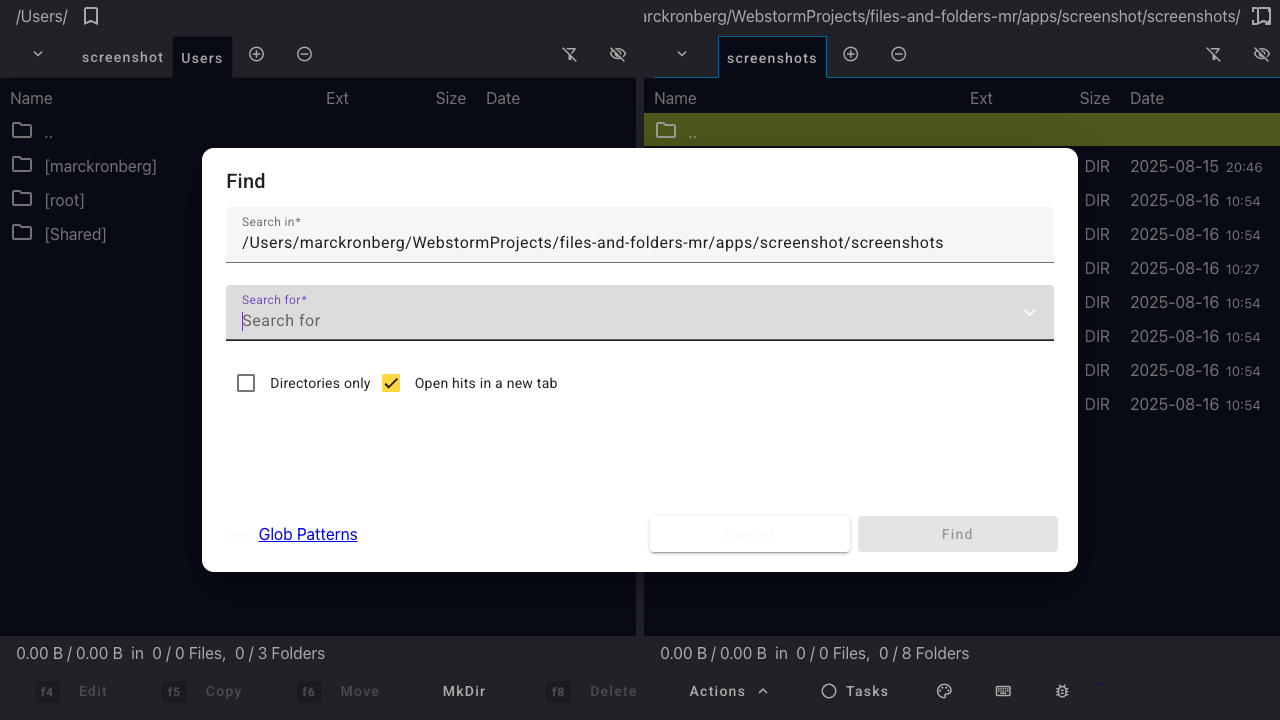 /Users/
rckronberg/WebstormProjects/files-and-folders-mr/apps/screenshot/screenshots/
screenshot Users
screenshots
Name Ext Size Date
Name Ext Size Date
..
..
[marckronberg]
DIR 2025-08-15 20:46
[root]
DIR 2025-08-16 10:54
[Shared]
DIR 2025-08-16 10:54
DIR 2025-08-16 10:27
DIR 2025-08-16 10:54
DIR 2025-08-16 10:54
DIR 2025-08-16 10:54
DIR 2025-08-16 10:54
Find
Search in*
/Users/marckronberg/WebstormProjects/files-and-folders-mr/apps/screenshot/screenshots
Search for*
Search for
Directories only Open hits in a new tab
See Glob Patterns
Cancel Find
0.00 B / 0.00 B in 0 / 0 Files, 0 / 3 Folders
0.00 B / 0.00 B in 0 / 0 Files, 0 / 8 Folders
f4 Edit f5 Copy f6 Move MkDir f8 Delete Actions Tasks